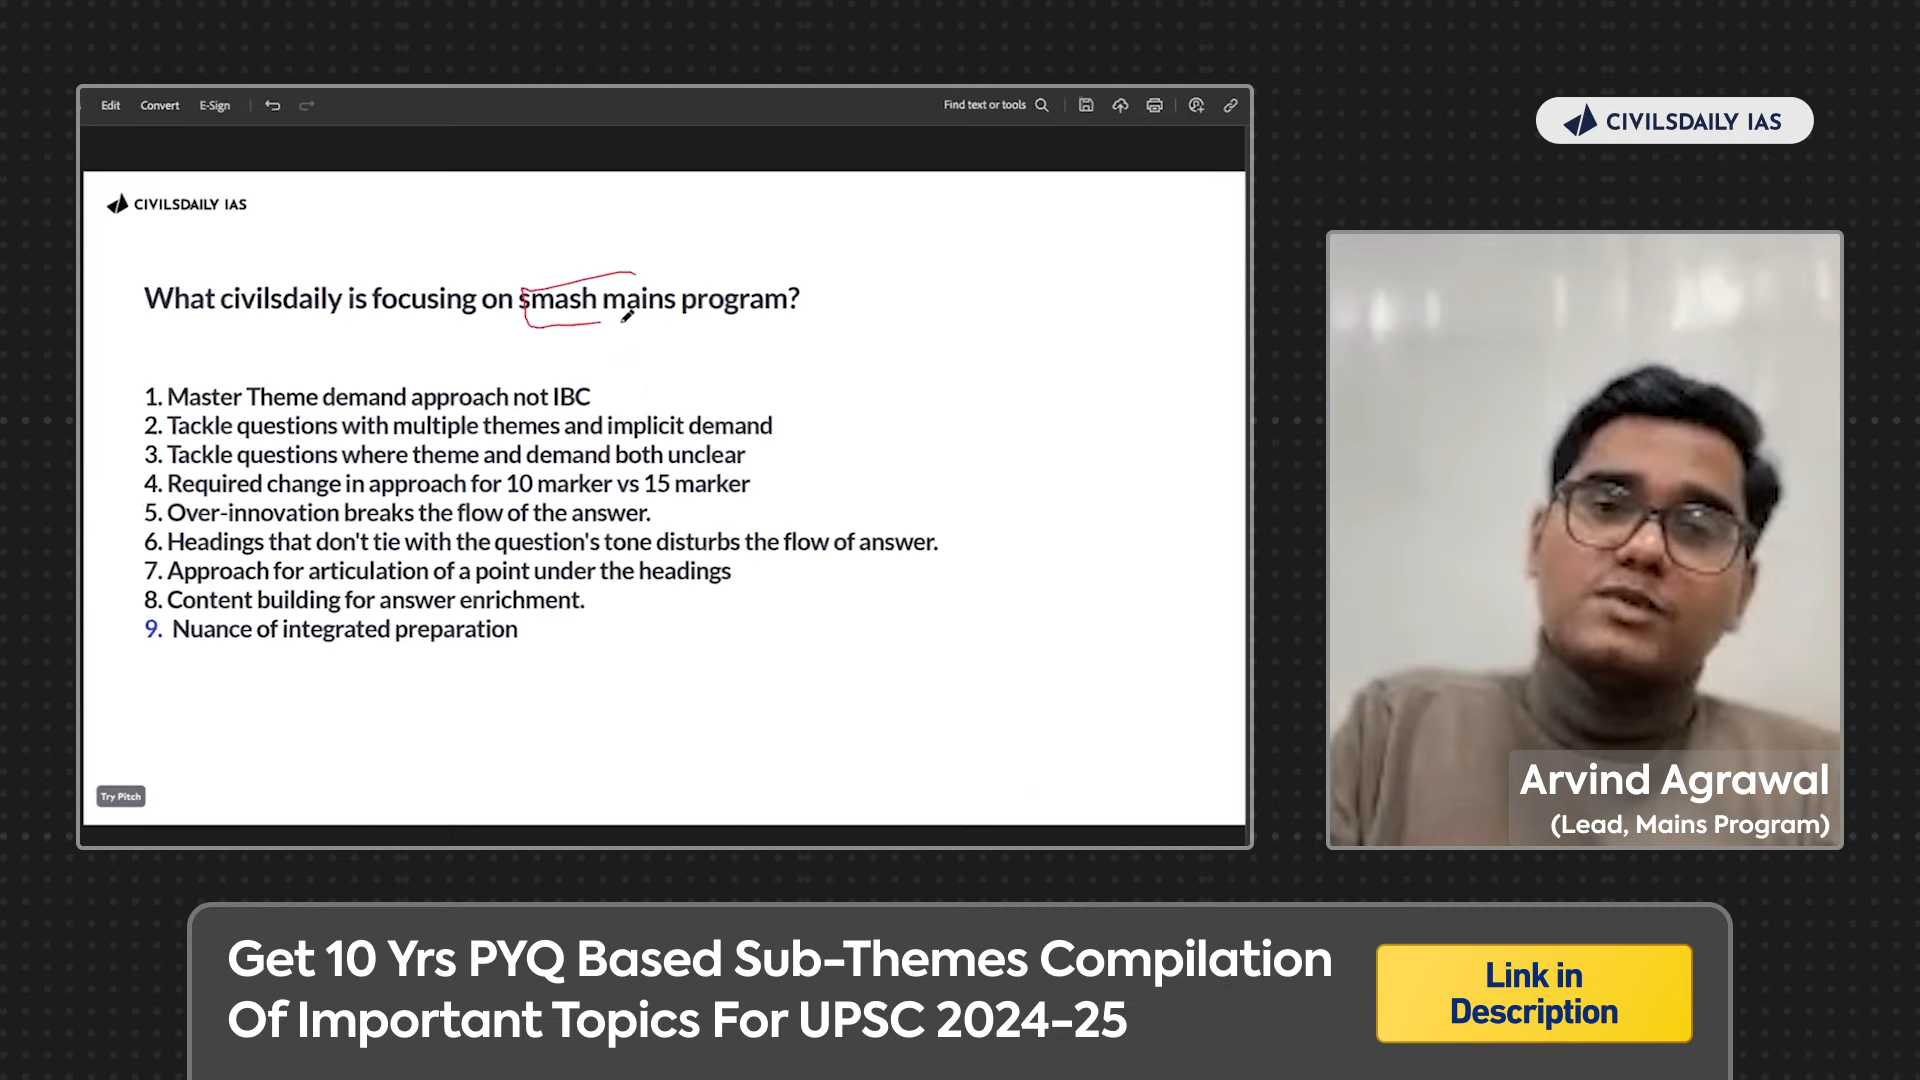 Edit Convert E-Sign
Find text or tools
CIVILSDAILY IAS
CIVILSDAILY IAS
What civilsdaily is focusing on smash mains program?
1. Master Theme demand approach not IBC
2. Tackle questions with multiple themes and implicit demand
3. Tackle questions where theme and demand both unclear
4. Required change in approach for 10 marker vs 15 marker
5. Over-innovation breaks the flow of the answer.
6. Headings that don't tie with the question's tone disturbs the flow of answer.
7. Approach for articulation of a point under the headings
8. Content building for answer enrichment.
9. Nuance of integrated preparation
Try Pitch
Arvind Agrawal
(Lead, Mains Program)
Get 10 Yrs PYQ Based Sub-Themes Compilation
Of Important Topics For UPSC 2024-25
Link in
Description